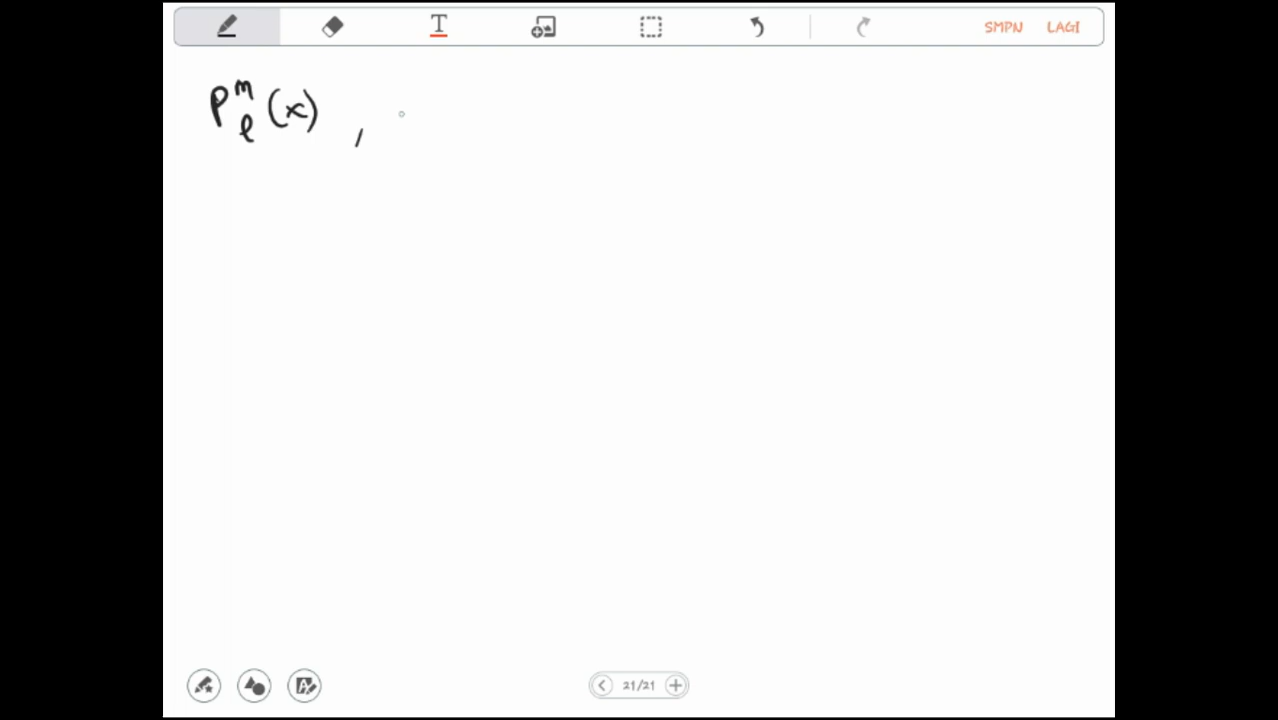 T SMPN LAGI
P^m_ℓ (x) ,
21/21